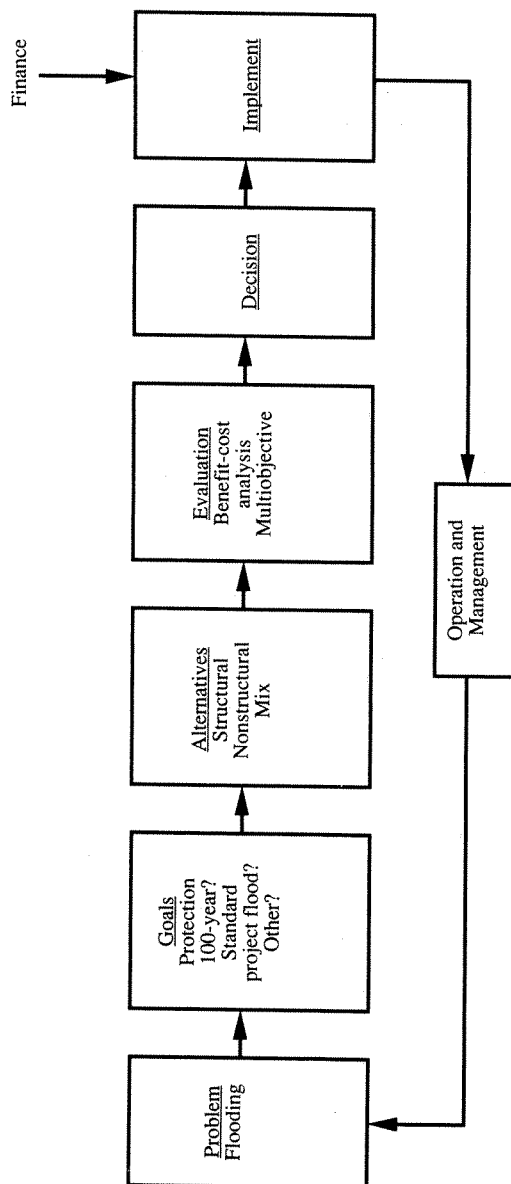 Problem
Flooding
Goals
Protection
100-year?
Standard
project flood?
Other?
Alternatives
Structural
Nonstructural
Mix
Evaluation
Benefit-cost
analysis
Multiobjective
Decision
Implement
Finance
Operation and
Management